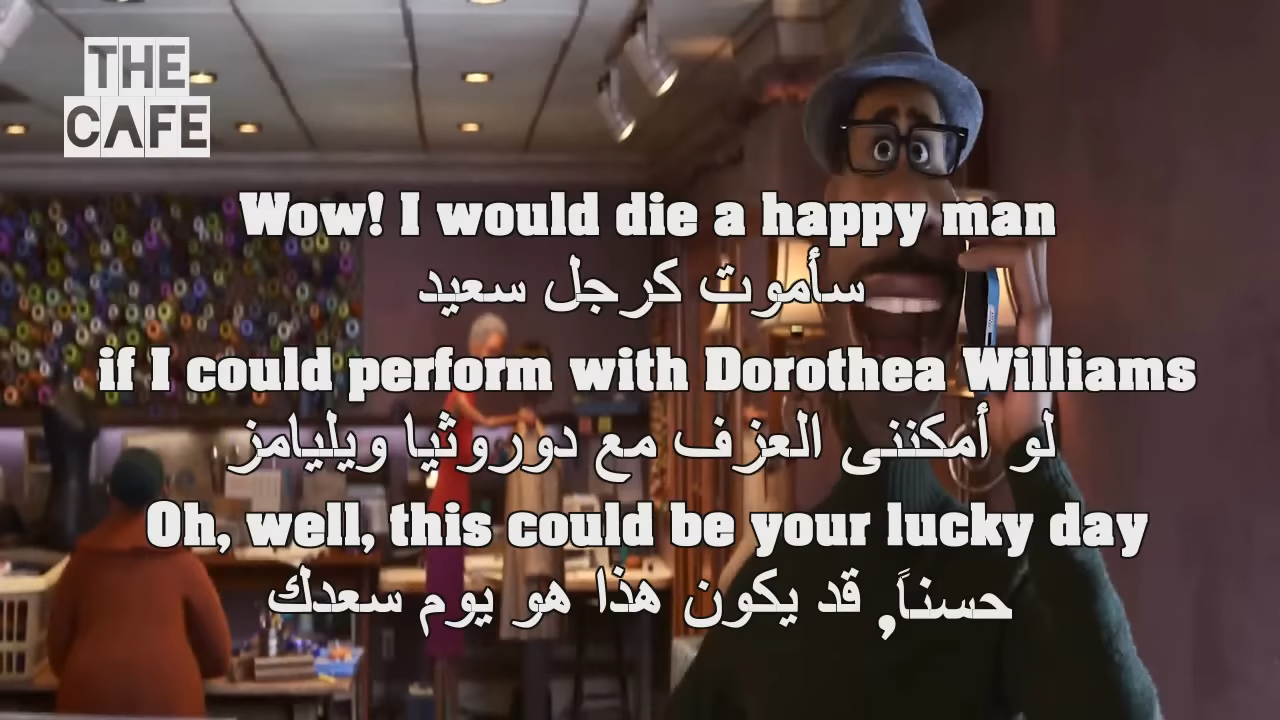 THE
CAFE
Wow! I would die a happy man
سأموت كرجل سعيد
if I could perform with Dorothea Williams
لو أمكننى العزف مع دوروثيا ويليامز
Oh, well, this could be your lucky day
حسناً, قد يكون هذا هو يوم سعدك